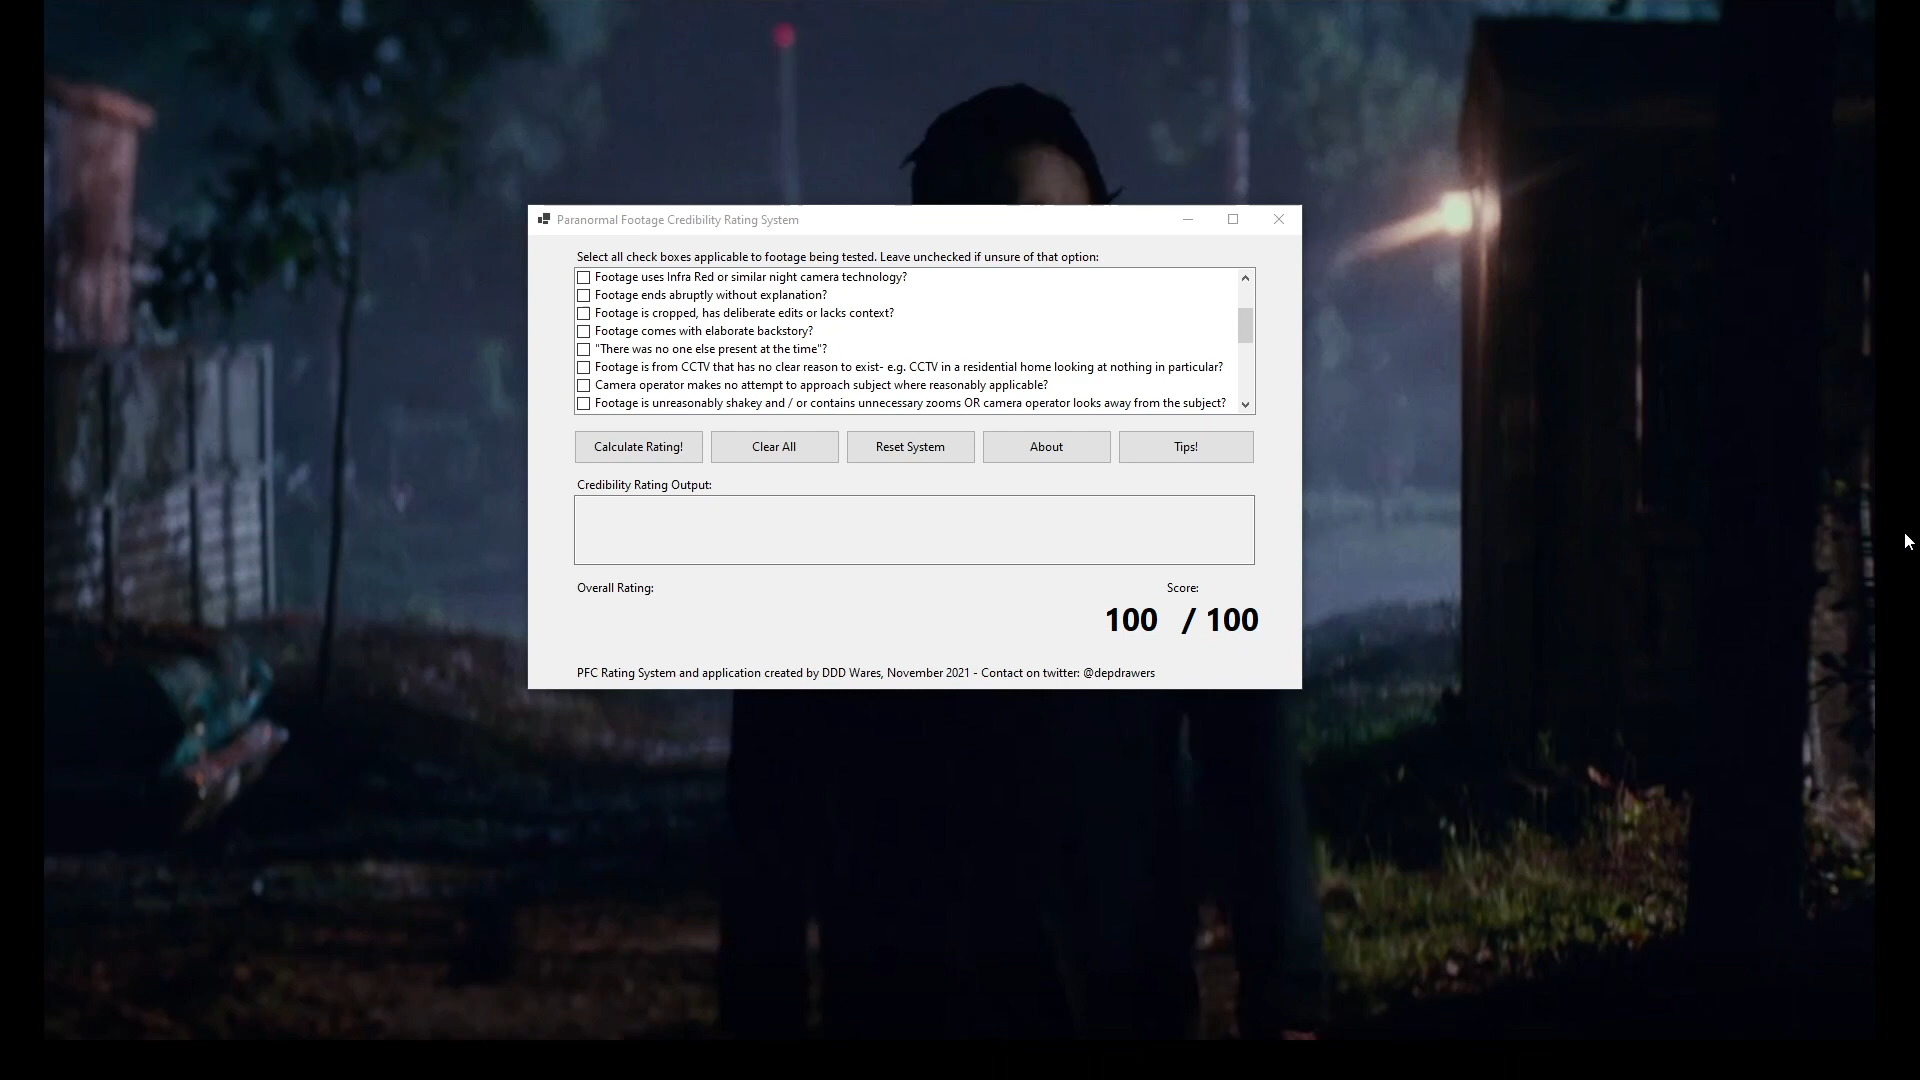 Paranormal Footage Credibility Rating System
Select all check boxes applicable to footage being tested. Leave unchecked if unsure of that option:
Footage uses Infra Red or similar night camera technology?
Footage ends abruptly without explanation?
Footage is cropped, has deliberate edits or lacks context?
Footage comes with elaborate backstory?
"There was no one else present at the time"?
Footage is from CCTV that has no clear reason to exist- e.g. CCTV in a residential home looking at nothing in particular?
Camera operator makes no attempt to approach subject where reasonably applicable?
Footage is unreasonably shakey and / or contains unnecessary zooms OR camera operator looks away from the subject?
Calculate Rating! Clear All Reset System About Tips!
Credibility Rating Output:
Overall Rating: Score:
100 / 100
PFC Rating System and application created by DDD Wares, November 2021 - Contact on twitter: @depdrawers